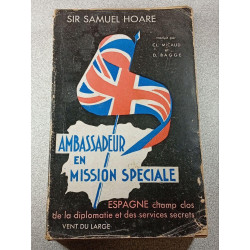 SIR SAMUEL HOARE
traduit par
CL. MICAUD
et
D. BAGGE
AMBASSADEUR
EN
MISSION SPECIALE
ESPAGNE champ clos
de la diplomatie et des services secrets
VENT DU LARGE